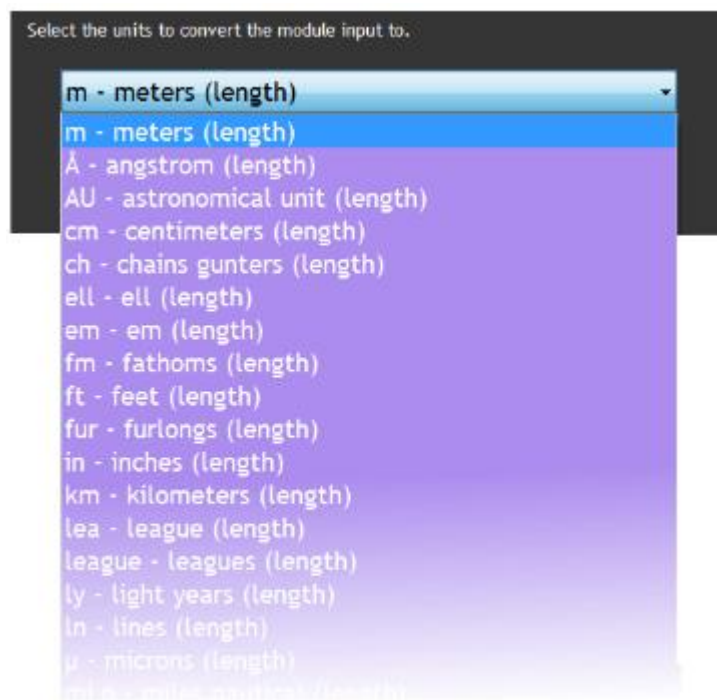 Select the units to convert the module input to.
m - meters (length)
m - meters (length)
Å - angstrom (length)
AU - astronomical unit (length)
cm - centimeters (length)
ch - chains gunters (length)
ell - ell (length)
em - em (length)
fm - fathoms (length)
ft - feet (length)
fur - furlongs (length)
in - inches (length)
km - kilometers (length)
lea - league (length)
league - leagues (length)
ly - light years (length)
ln - lines (length)
µ - microns (length)
- miles nautical (length)